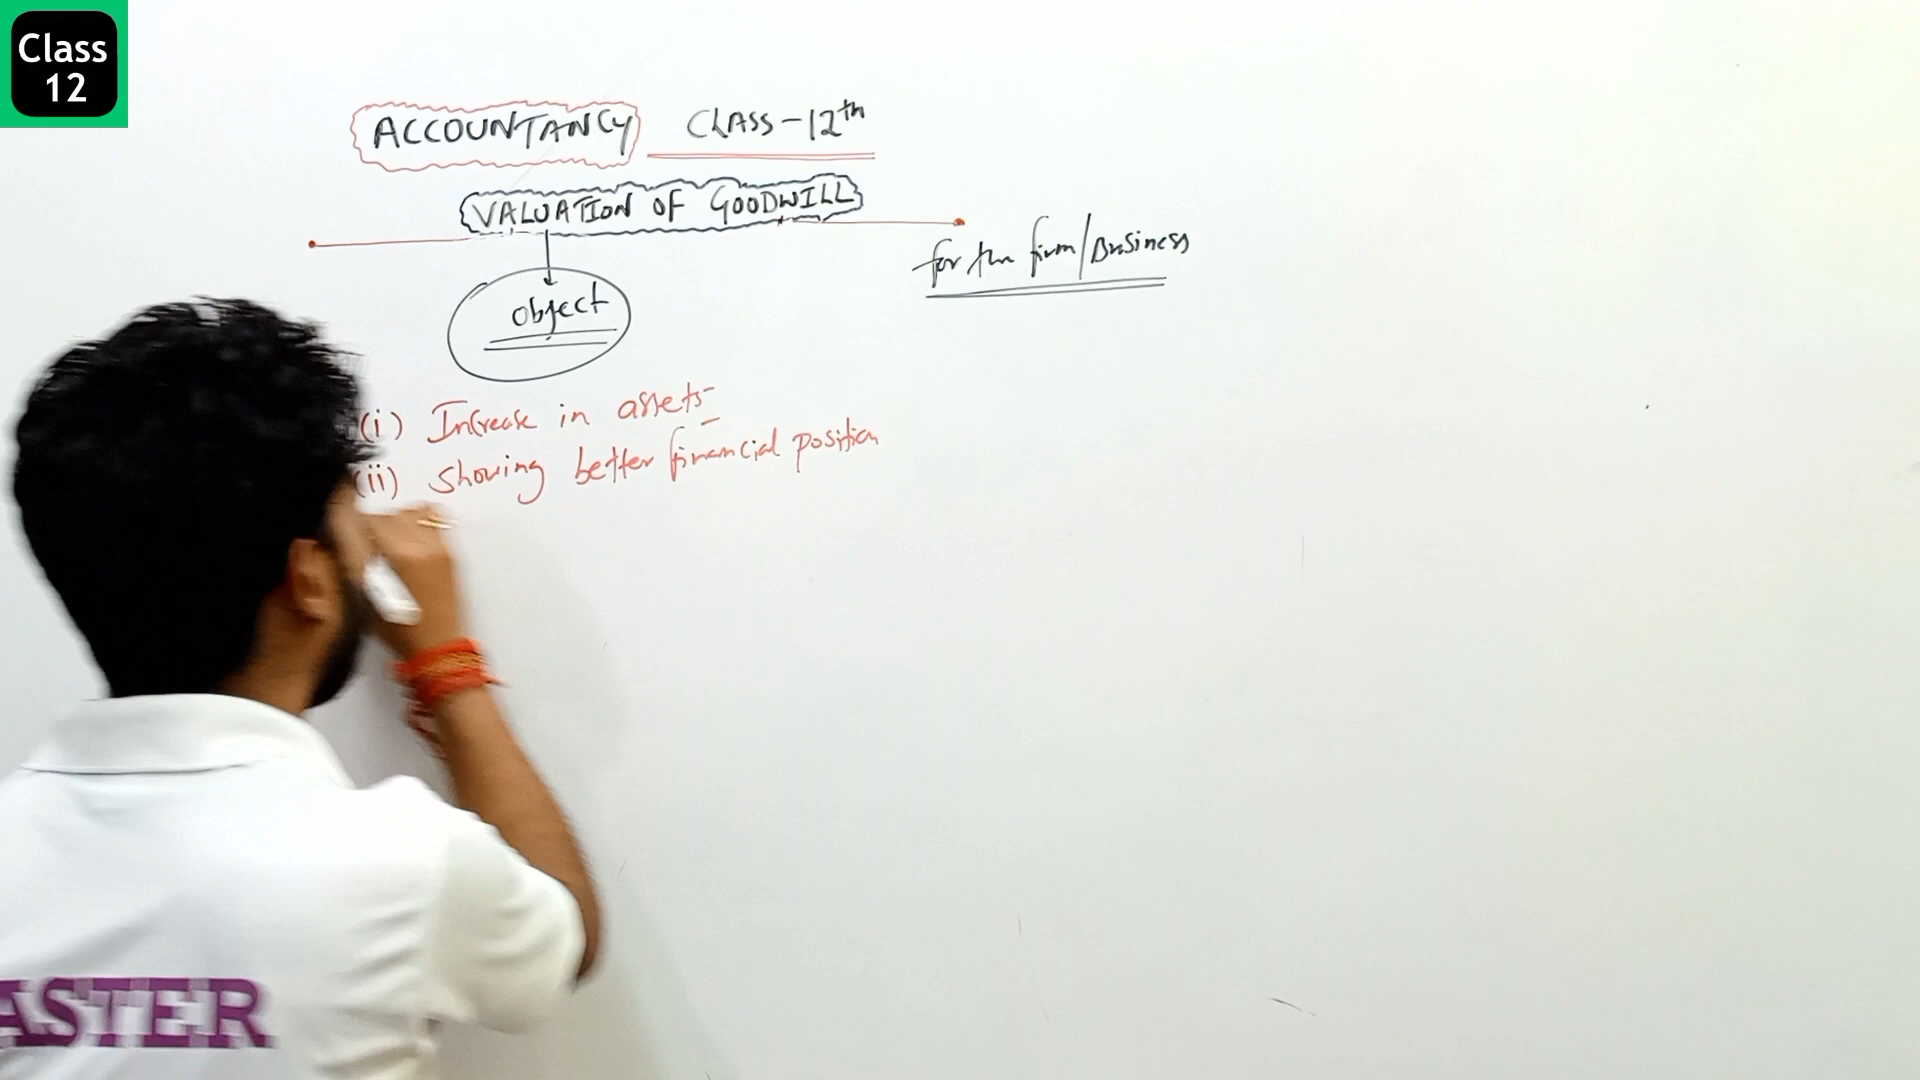 Class
12
ACCOUNTANCY CLASS-12th
VALUATION OF GOODWILL
for the firm/Business
object
(i) Increase in assets
(ii) Showing better financial position
ASTER